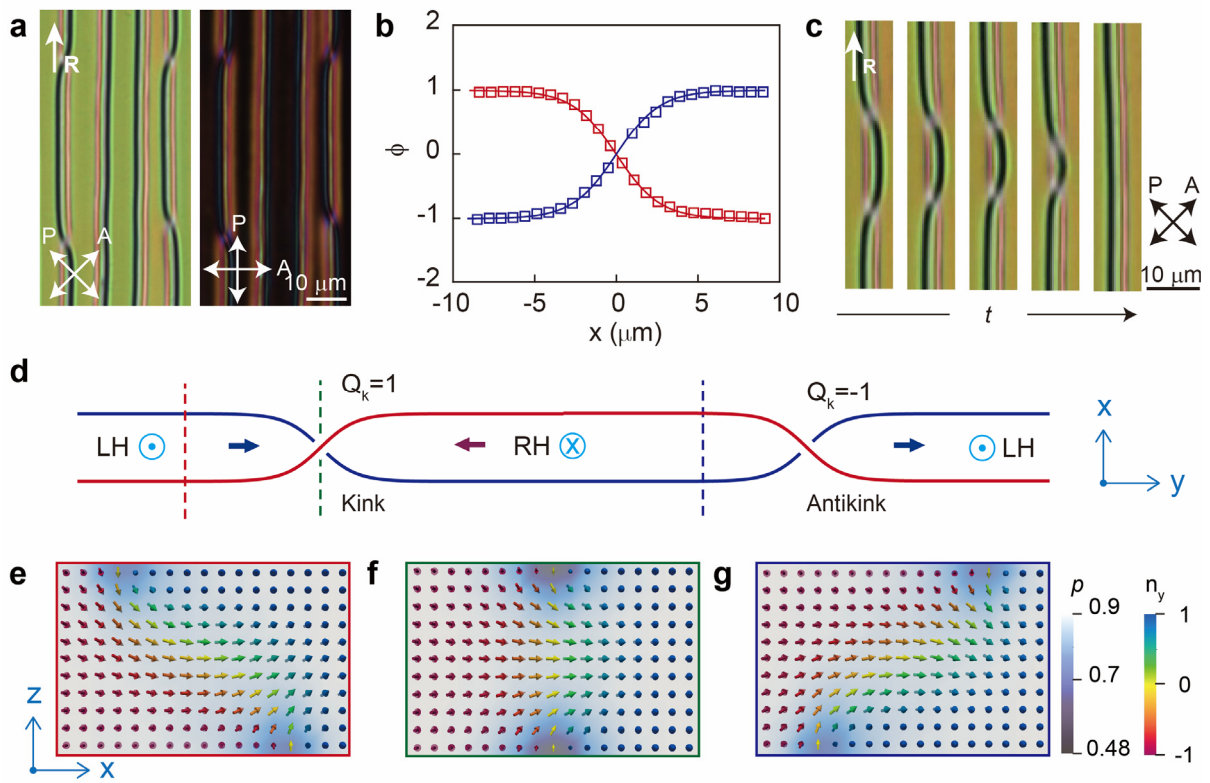 a
R
P
A
P
A
10 μm
b
2
1
0
-1
-2
ϕ
-10
-5
0
5
10
x (μm)
c
R
P A
10 μm
t
d
Q_k=1
Q_k=-1
LH
RH
LH
Kink
Antikink
x
y
e
f
g
z
x
p
0.9
0.7
0.48
n_y
1
0
-1